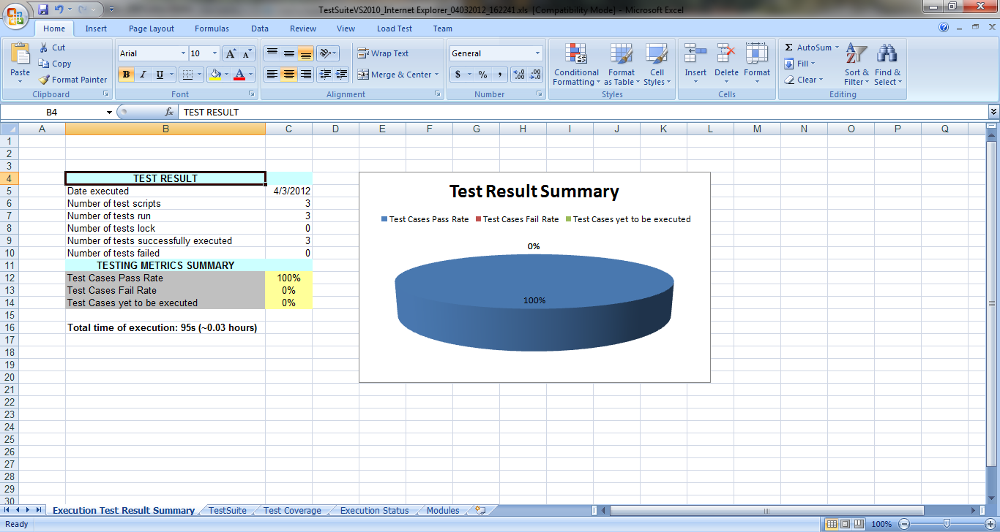 TestSuiteVS2010_Internet Explorer_04032012_162241.xls [Compatibility Mode] - Microsoft Excel
Home Insert Page Layout Formulas Data Review View Load Test Team
Paste
Cut
Copy
Format Painter
Clipboard
Arial 10
B I U A
Font
Wrap Text
Merge & Center
Alignment
General
$ % , .00
Number
Conditional Formatting
Format as Table
Cell Styles
Styles
Insert Delete Format
Cells
Σ AutoSum
Fill
Clear
Sort & Filter
Find & Select
Editing
B4 fx TEST RESULT
A B C D E F G H I J K L M N O P Q
1
2
3
4 TEST RESULT
5 Date executed 4/3/2012
6 Number of test scripts 3
7 Number of tests run 3
8 Number of tests lock 0
9 Number of tests successfully executed 3
10 Number of tests failed 0
11 TESTING METRICS SUMMARY
12 Test Cases Pass Rate 100%
13 Test Cases Fail Rate 0%
14 Test Cases yet to be executed 0%
15
16 Total time of execution: 95s (~0.03 hours)
17
18
19
20
21
22
23
24
25
26
27
28
29
30
Test Result Summary
Test Cases Pass Rate Test Cases Fail Rate Test Cases yet to be executed
0%
100%
Execution Test Result Summary TestSuite Test Coverage Execution Status Modules
Ready 100%